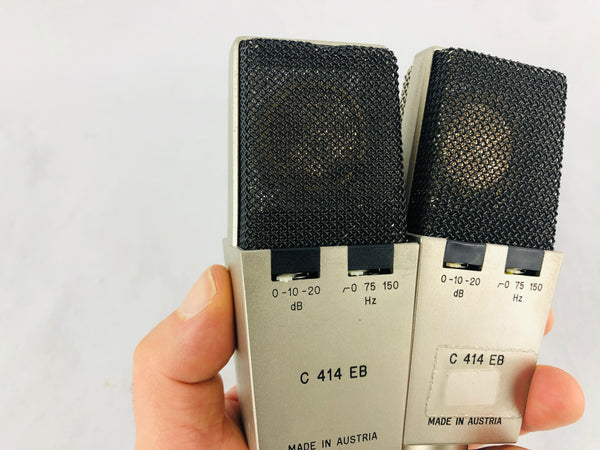 0 -10 -20
dB
⌐0 75 150
Hz
C 414 EB
MADE IN AUSTRIA
0 -10 -20
dB
⌐0 75 150
Hz
C 414 EB
MADE IN AUSTRIA